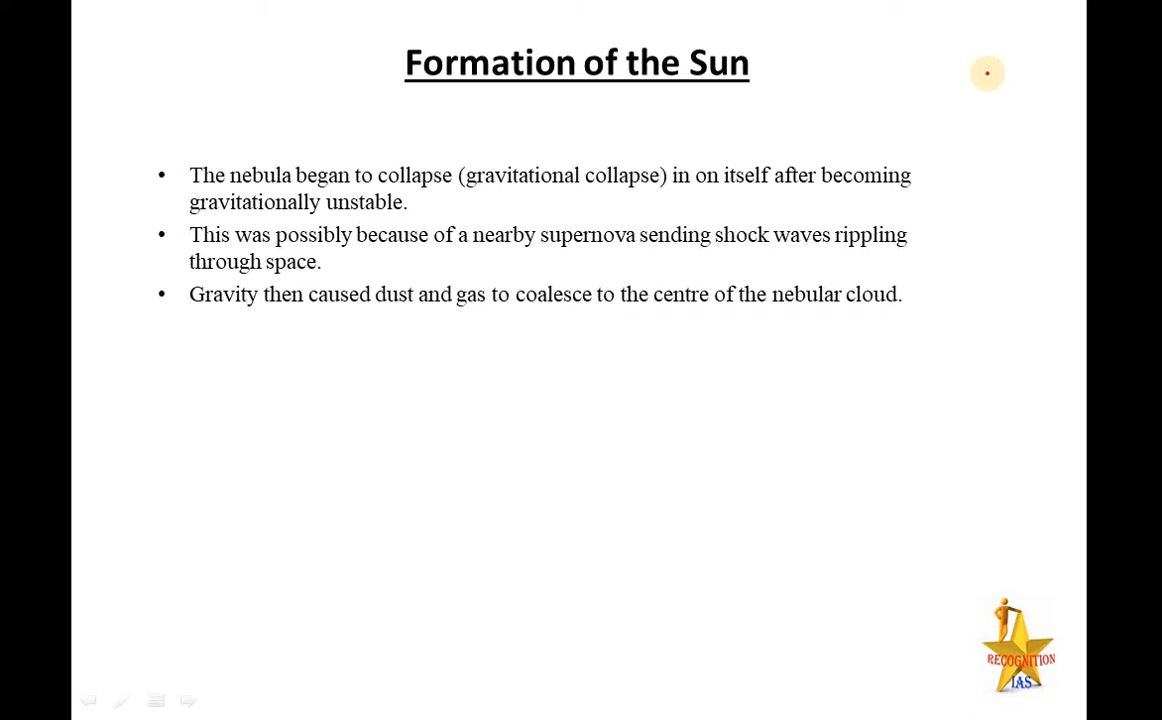 Formation of the Sun
• The nebula began to collapse (gravitational collapse) in on itself after becoming
gravitationally unstable.
• This was possibly because of a nearby supernova sending shock waves rippling
through space.
• Gravity then caused dust and gas to coalesce to the centre of the nebular cloud.
RECOGNITION
IAS